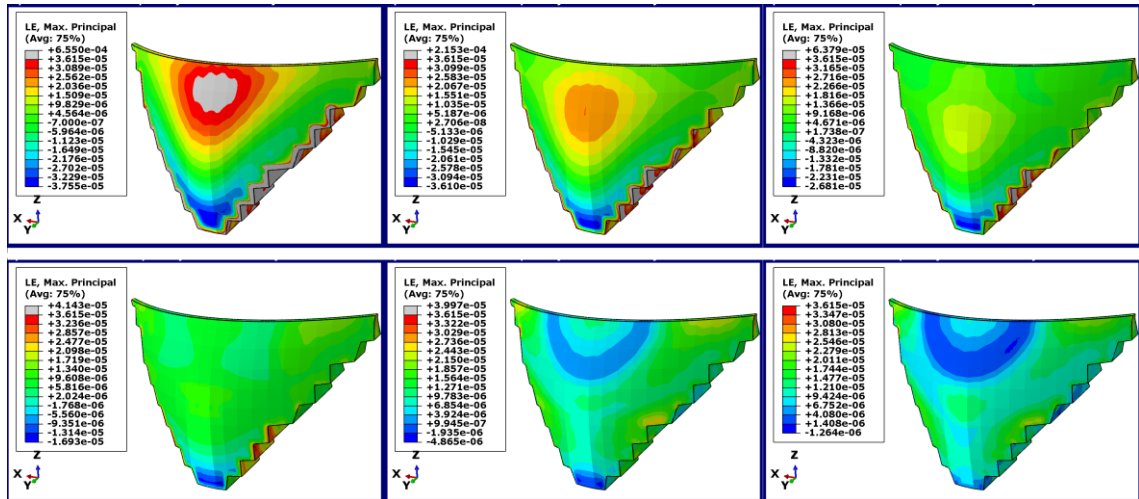 LE, Max. Principal
(Avg: 75%)
+6.550e-04
+3.615e-05
+3.089e-05
+2.562e-05
+2.036e-05
+1.509e-05
+9.829e-06
+4.564e-06
-7.000e-07
-5.964e-06
-1.123e-05
-1.649e-05
-2.176e-05
-2.702e-05
-3.229e-05
-3.755e-05
Z
X
Y
LE, Max. Principal
(Avg: 75%)
+2.153e-04
+3.615e-05
+3.099e-05
+2.583e-05
+2.067e-05
+1.551e-05
+1.035e-05
+5.187e-06
+2.706e-08
-5.133e-06
-1.029e-05
-1.545e-05
-2.061e-05
-2.578e-05
-3.094e-05
-3.610e-05
Z
X
Y
LE, Max. Principal
(Avg: 75%)
+6.379e-05
+3.615e-05
+3.165e-05
+2.716e-05
+2.266e-05
+1.816e-05
+1.366e-05
+9.168e-06
+4.671e-06
+1.738e-07
-4.323e-06
-8.820e-06
-1.332e-05
-1.781e-05
-2.231e-05
-2.681e-05
Z
X
Y
LE, Max. Principal
(Avg: 75%)
+4.143e-05
+3.615e-05
+3.236e-05
+2.857e-05
+2.477e-05
+2.098e-05
+1.719e-05
+1.340e-05
+9.608e-06
+5.816e-06
+2.024e-06
-1.768e-06
-5.560e-06
-9.351e-06
-1.314e-05
-1.693e-05
Z
X
Y
LE, Max. Principal
(Avg: 75%)
+3.997e-05
+3.615e-05
+3.322e-05
+3.029e-05
+2.736e-05
+2.443e-05
+2.150e-05
+1.857e-05
+1.564e-05
+1.271e-05
+9.783e-06
+6.854e-06
+3.924e-06
+9.945e-07
-1.935e-06
-4.865e-06
Z
X
Y
LE, Max. Principal
(Avg: 75%)
+3.615e-05
+3.347e-05
+3.080e-05
+2.813e-05
+2.546e-05
+2.279e-05
+2.011e-05
+1.744e-05
+1.477e-05
+1.210e-05
+9.424e-06
+6.752e-06
+4.080e-06
+1.408e-06
-1.264e-06
Z
X
Y